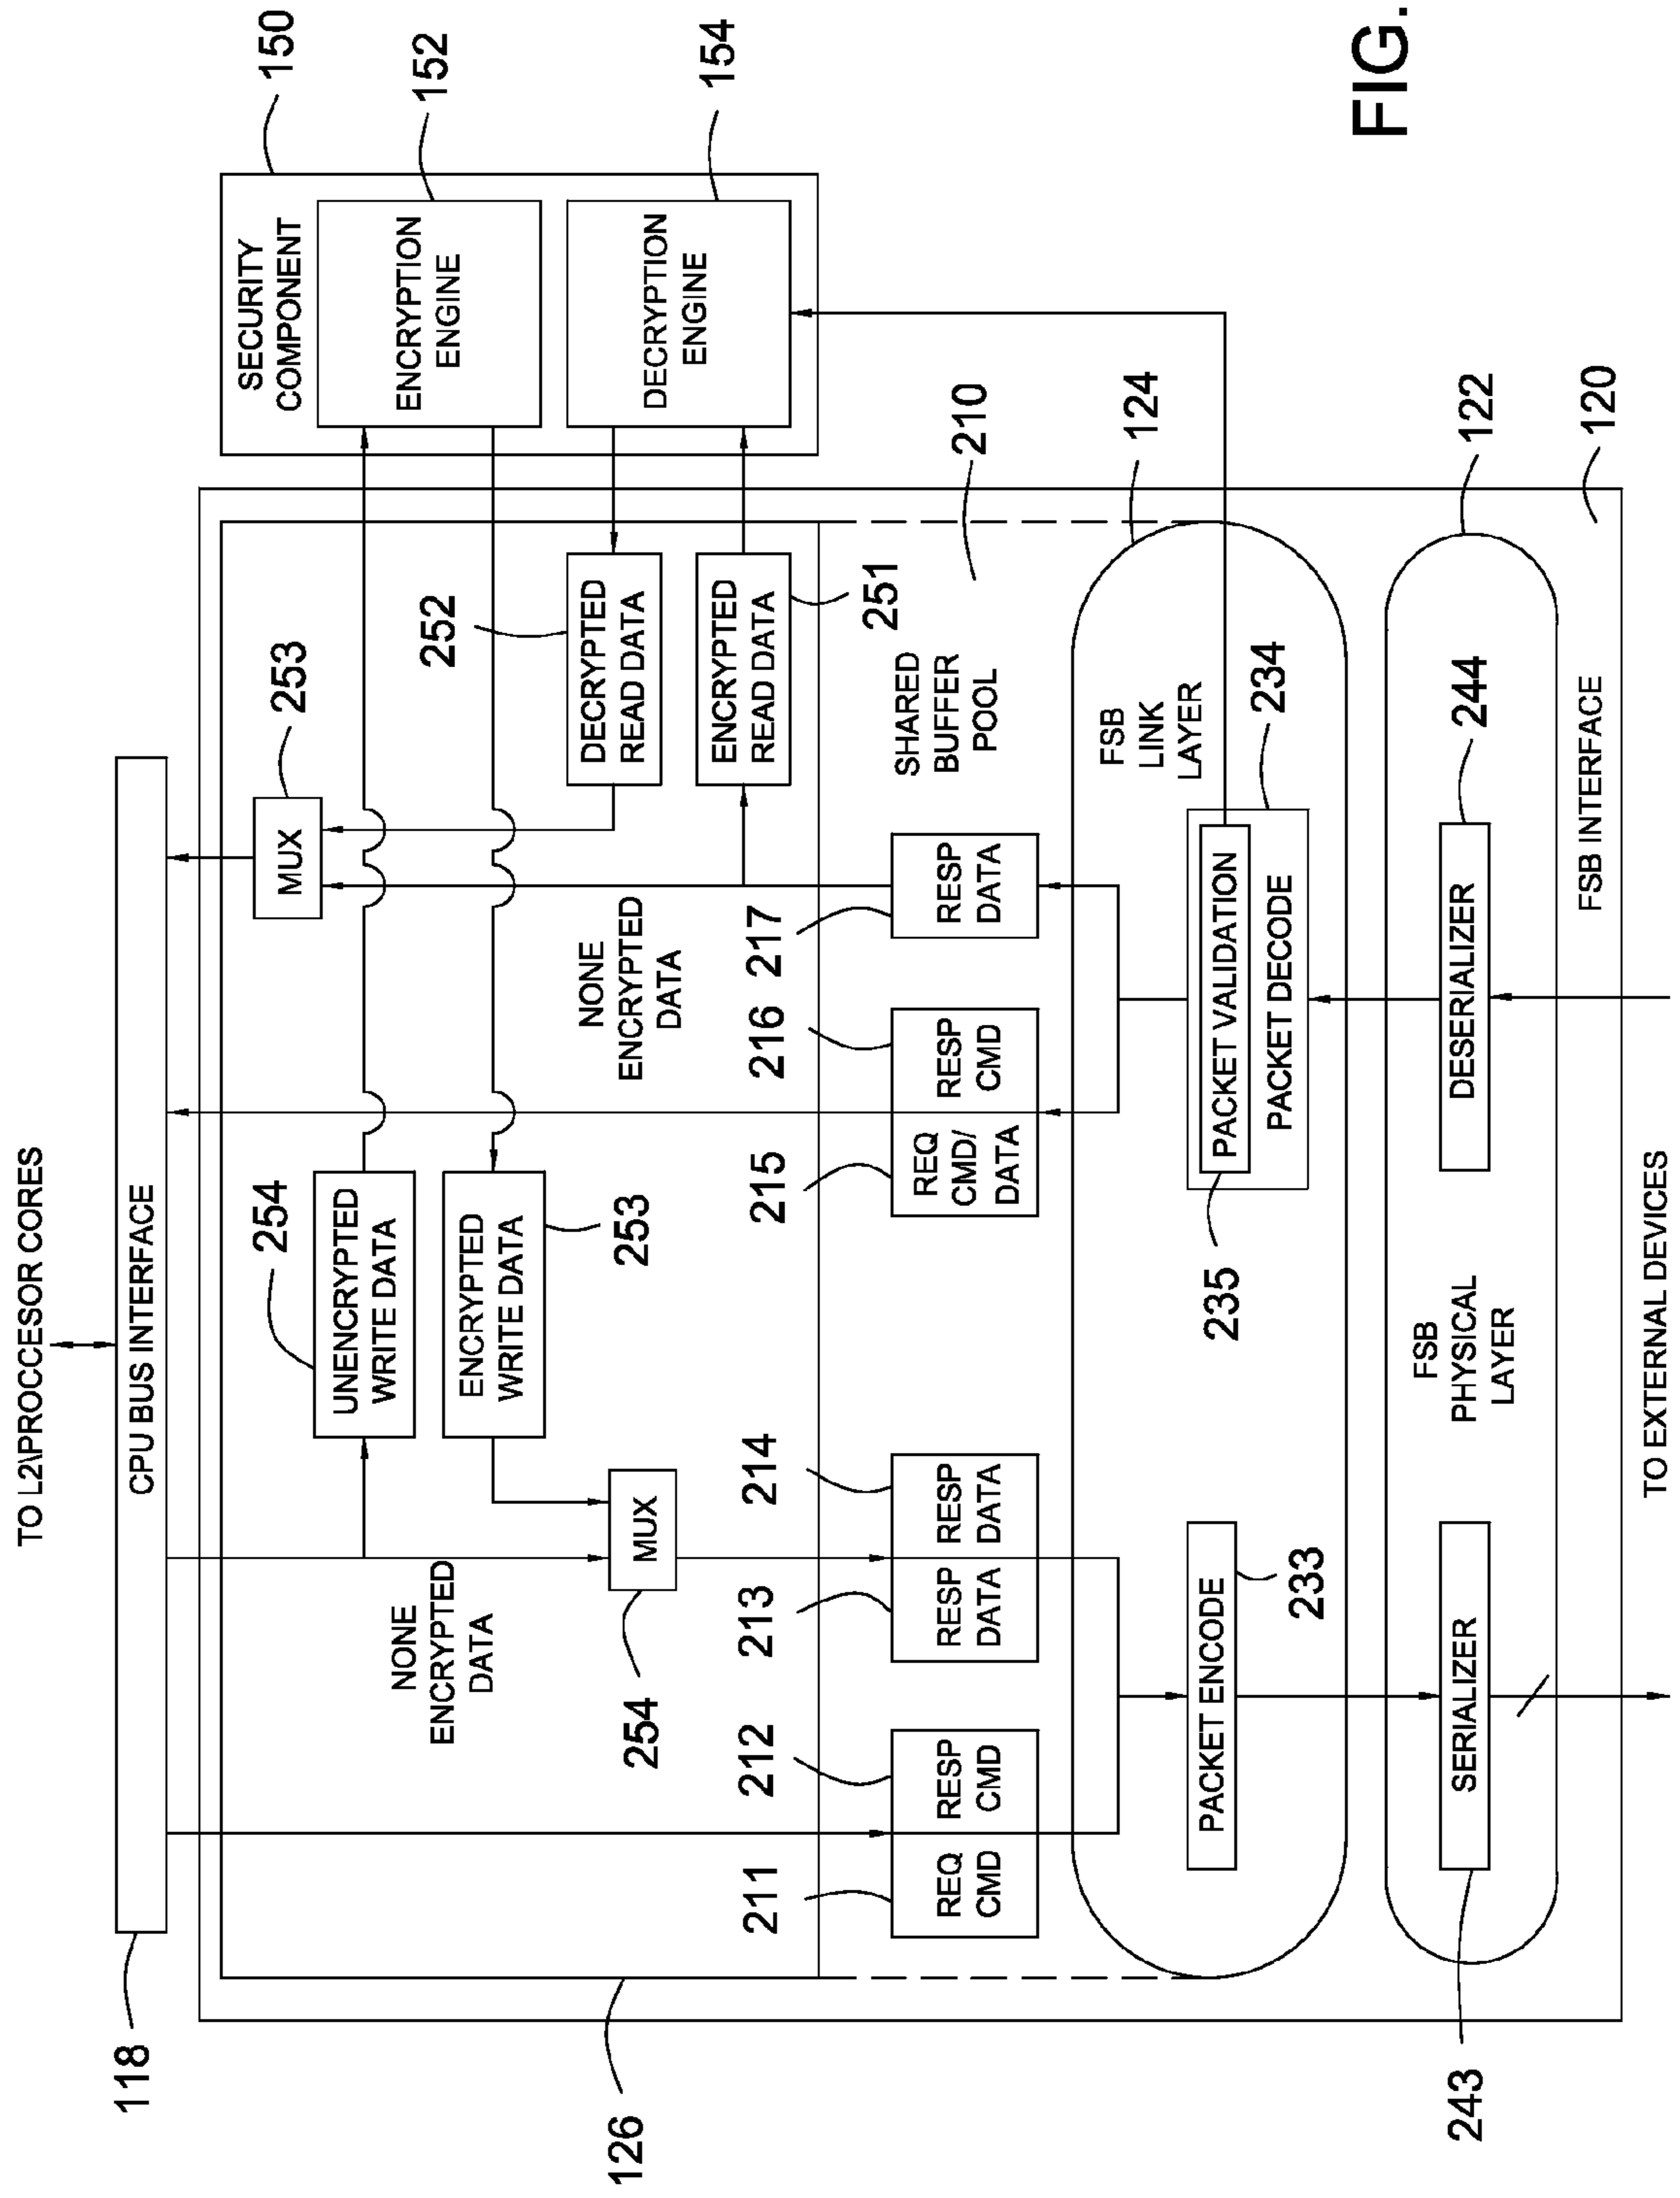 TO L2\PROCCESOR CORES
118
CPU BUS INTERFACE
126
NONE
ENCRYPTED
DATA
254
UNENCRYPTED
WRITE DATA
ENCRYPTED
WRITE DATA
253
MUX
254
NONE
ENCRYPTED
DATA
253
MUX
252
DECRYPTED
READ DATA
ENCRYPTED
READ DATA
251
SECURITY
COMPONENT
150
ENCRYPTION
ENGINE
152
DECRYPTION
ENGINE
154
211
REQ
CMD
212
RESP
CMD
213
RESP
DATA
214
RESP
DATA
215
REQ
CMD/
DATA
216
RESP
CMD
217
RESP
DATA
SHARED
BUFFER
POOL
210
FSB
LINK
LAYER
124
PACKET ENCODE
233
235
PACKET VALIDATION
PACKET DECODE
234
FSB
PHYSICAL
LAYER
122
243
SERIALIZER
DESERIALIZER
244
FSB INTERFACE
120
TO EXTERNAL DEVICES
FIG.